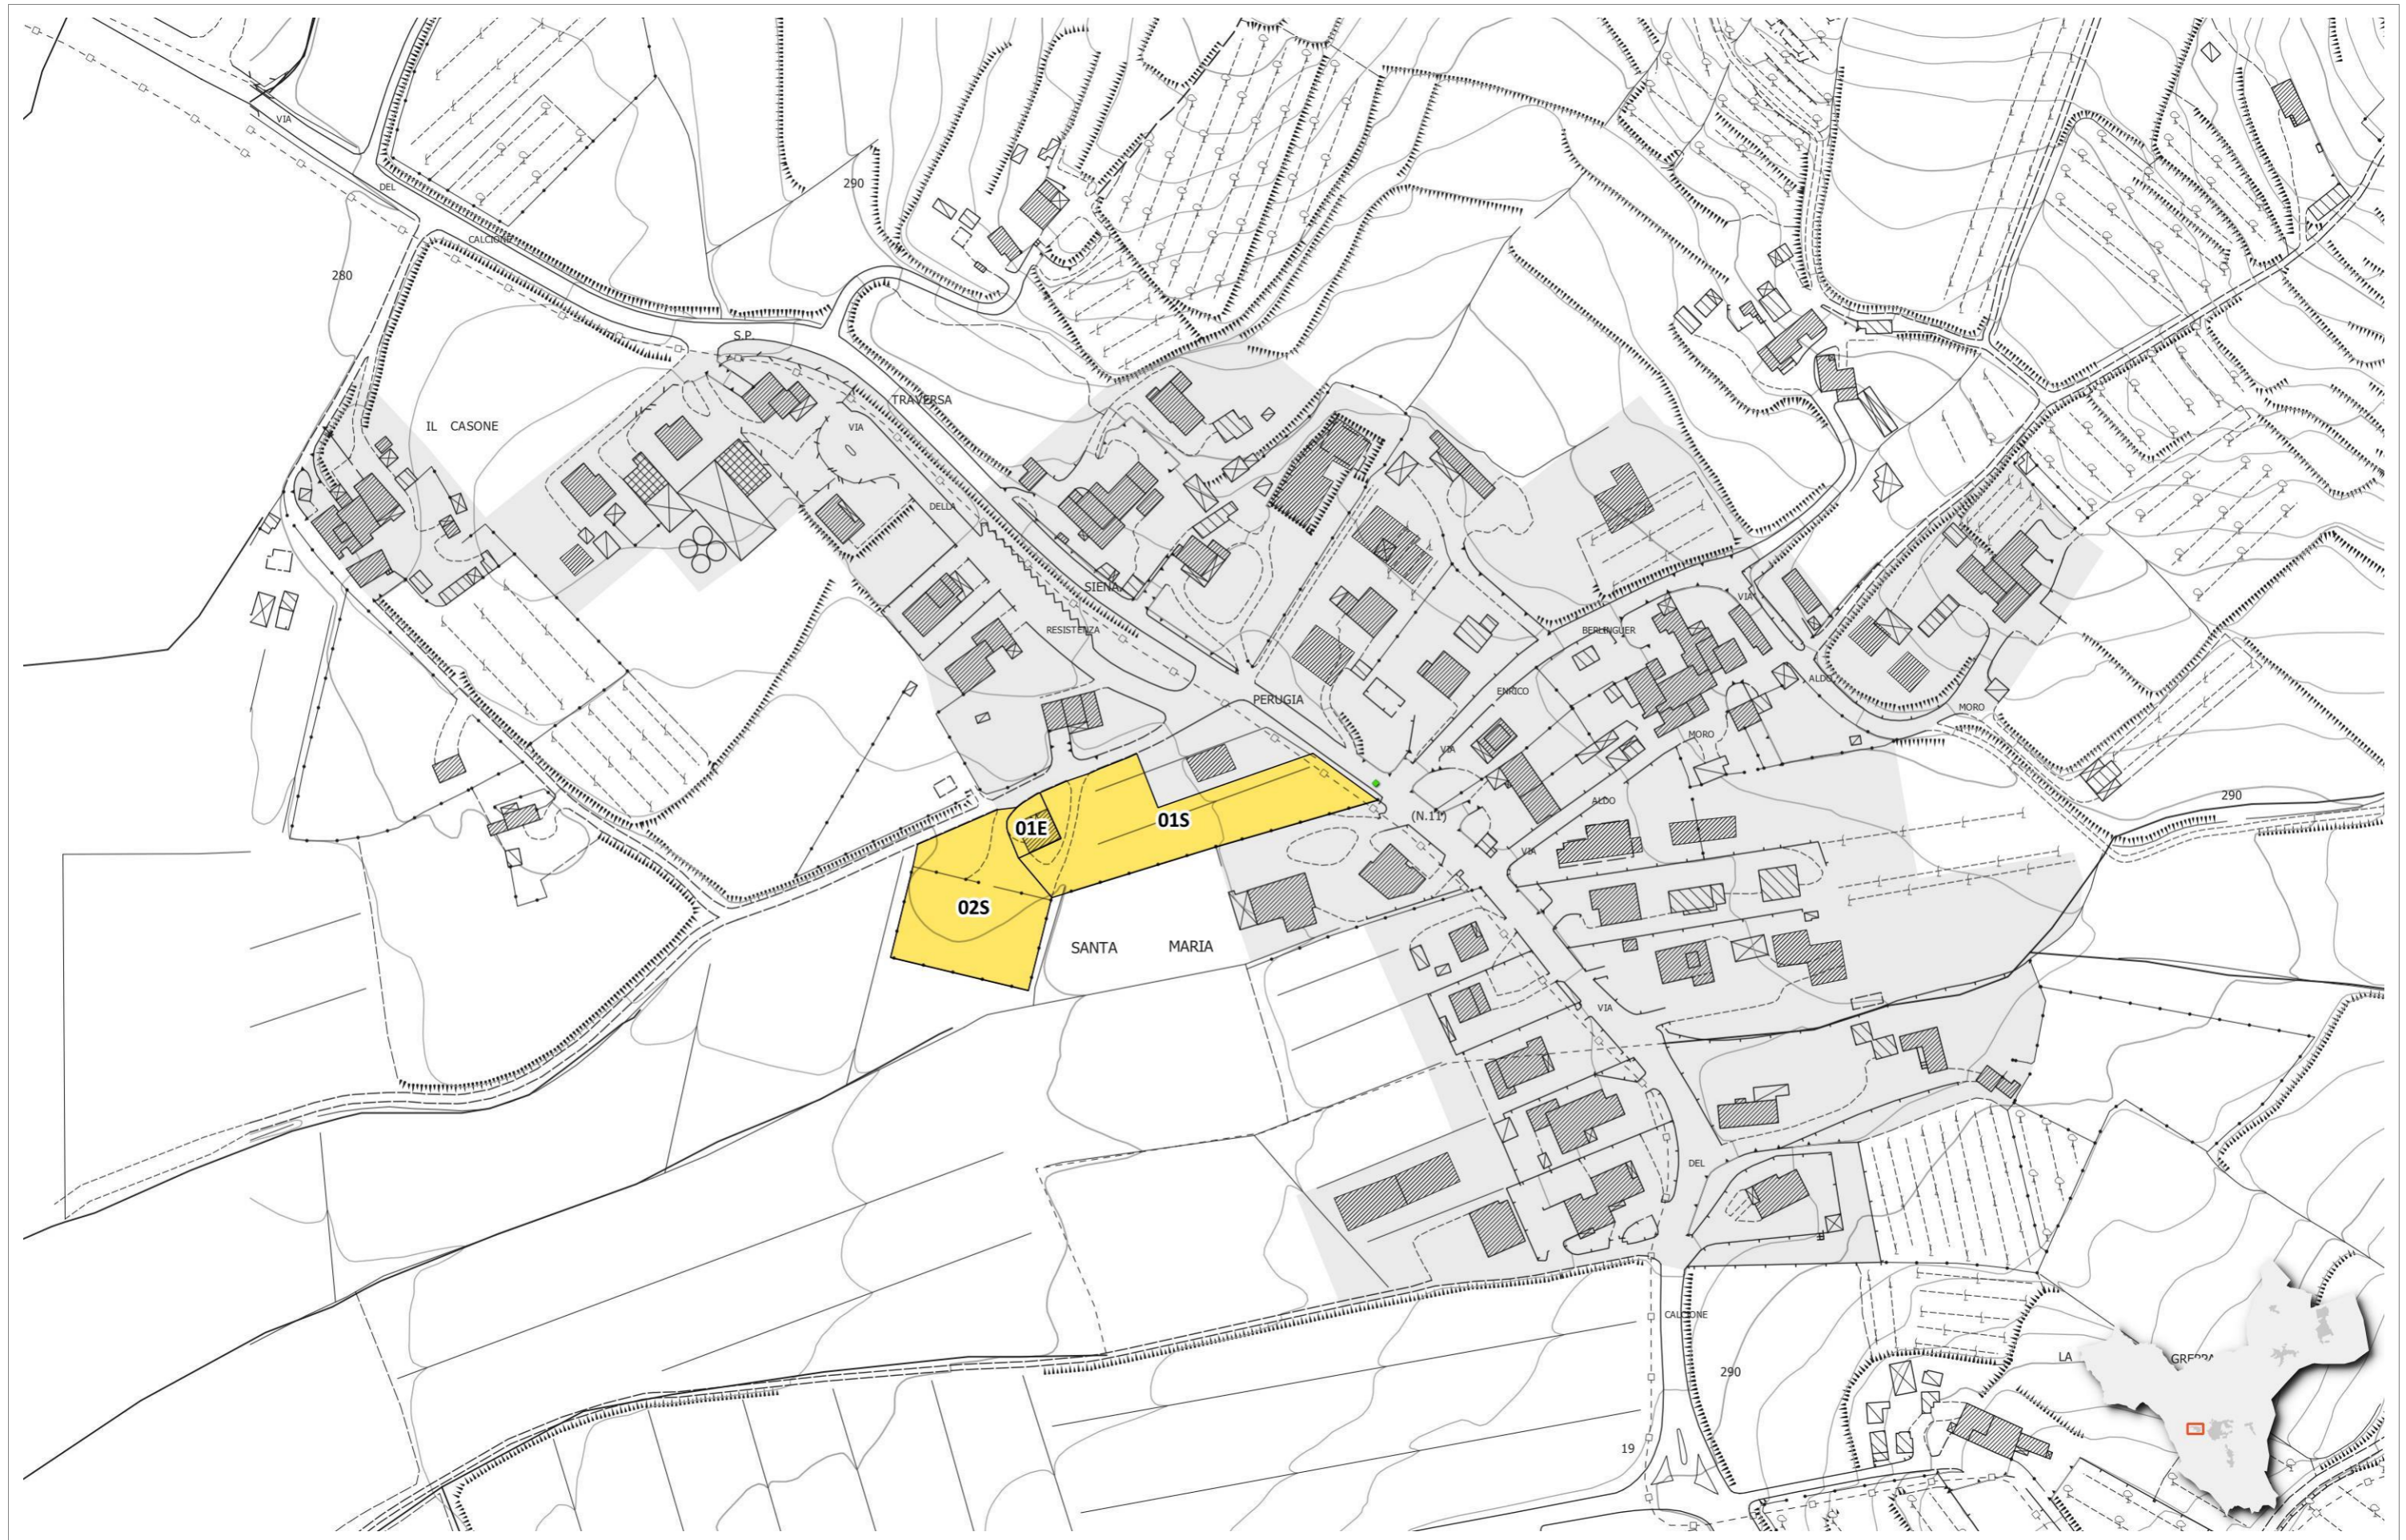 VIA
290
DEL
CALCIONE
280
S.P.
TRAVERSA
IL CASONE
VIA
DELLA
SIENA
VIA
RESISTENZA
BERLINGUER
ALDO
ENRICO
PERUGIA
MORO
MORO
VIA
290
ALDO
(N.11)
01S
01E
VIA
02S
SANTA MARIA
VIA
DEL
CALCIONE
LA GREPPA
290
19